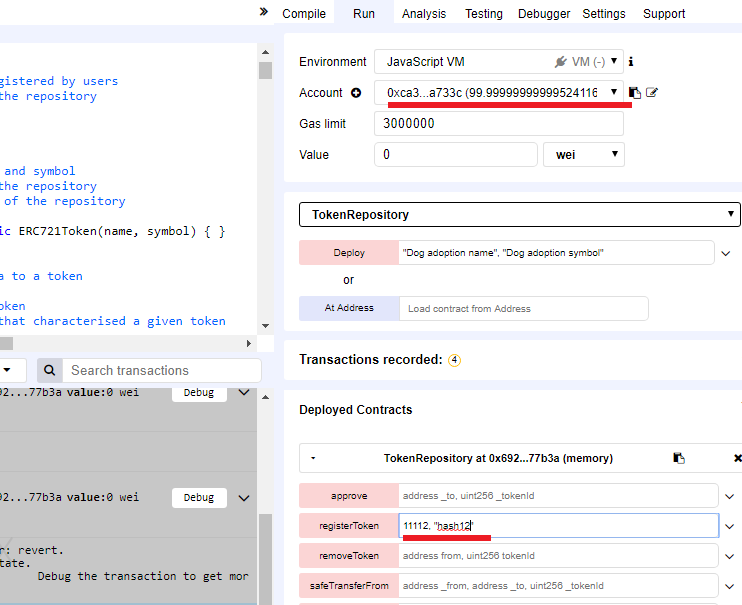 Compile Run Analysis Testing Debugger Settings Support
Environment JavaScript VM VM (-)
Account 0xca3...a733c (99.99999999999524116
Gas limit 3000000
Value 0 wei
TokenRepository
Deploy "Dog adoption name", "Dog adoption symbol"
or
At Address Load contract from Address
Transactions recorded: 4
Deployed Contracts
TokenRepository at 0x692...77b3a (memory)
approve address _to, uint256 _tokenId
registerToken 11112, "hash12"
removeToken address from, uint256 tokenId
safeTransferFrom address _from, address _to, uint256 _tokenId
gistered by users
the repository
and symbol
the repository
of the repository
ic ERC721Token(name, symbol) { }
a to a token
oken
that characterised a given token
Search transactions
92...77b3a value:0 wei Debug
92...77b3a value:0 wei Debug
r: revert.
tate.
Debug the transaction to get mor